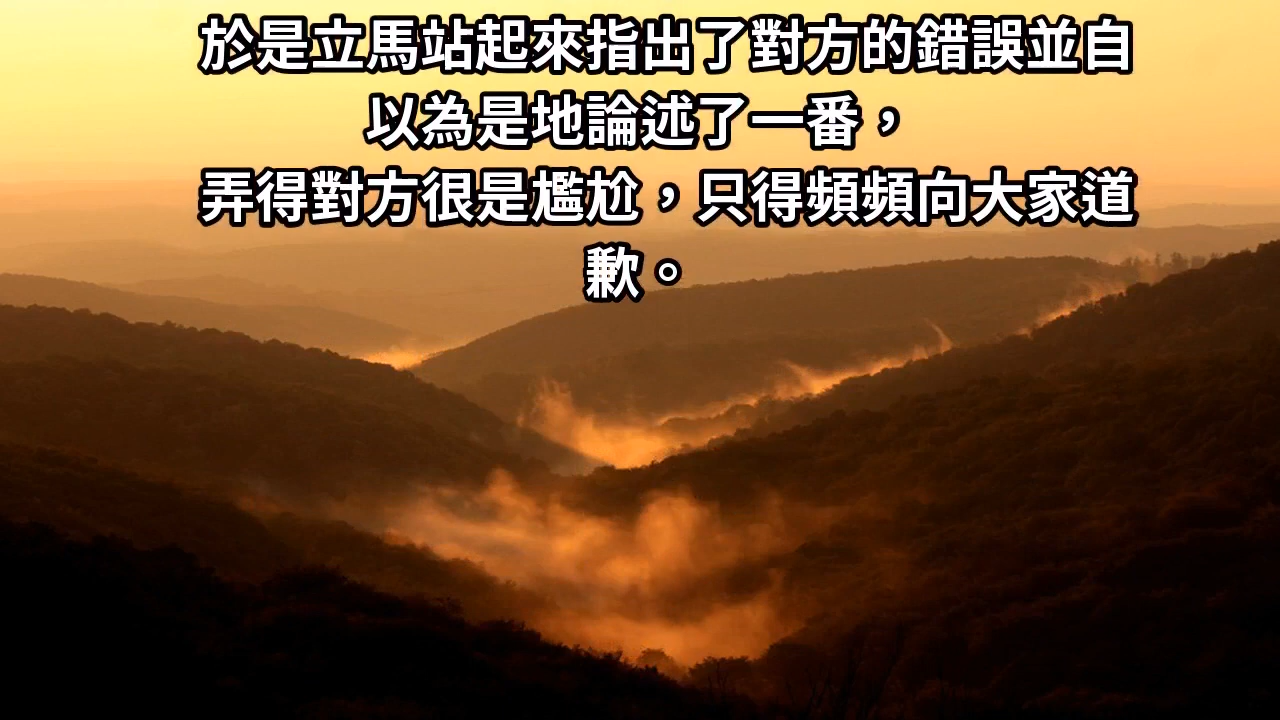 於是立馬站起來指出了對方的錯誤並自
以為是地論述了一番，
弄得對方很是尷尬，只得頻頻向大家道
歉。